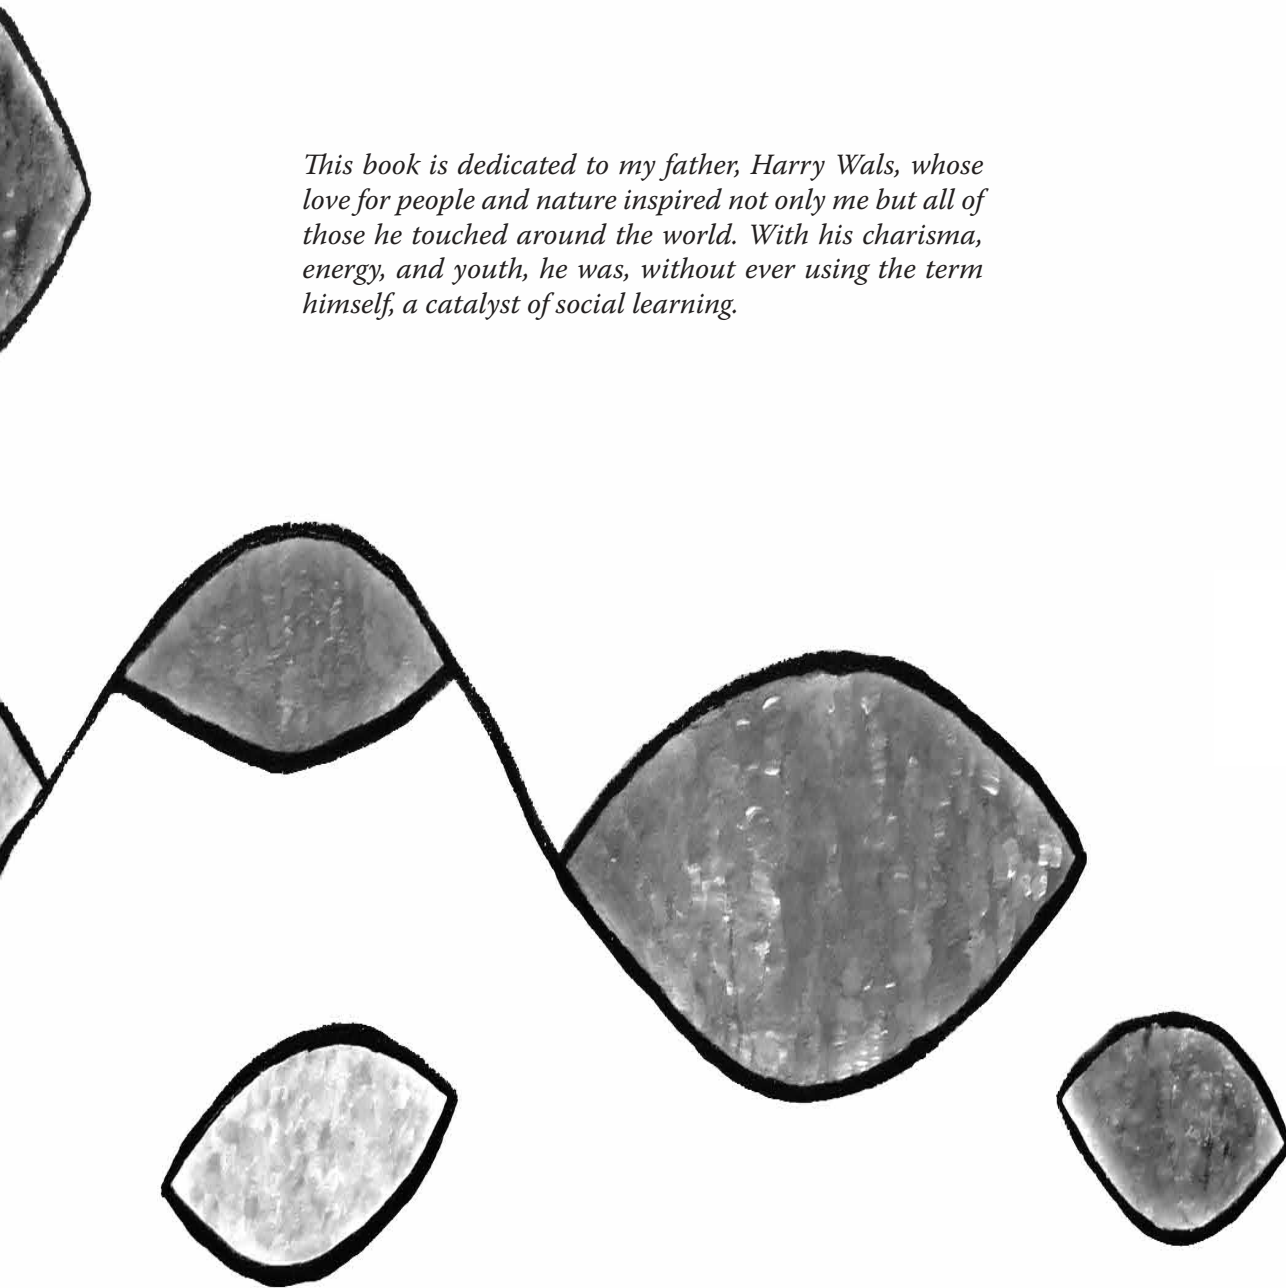 This book is dedicated to my father, Harry Wals, whose
love for people and nature inspired not only me but all of
those he touched around the world. With his charisma,
energy, and youth, he was, without ever using the term
himself, a catalyst of social learning.